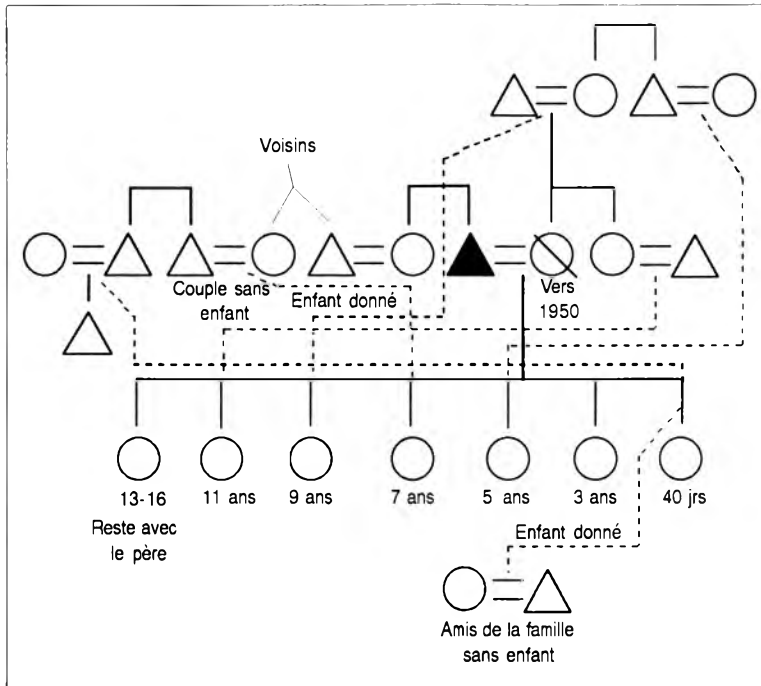 Voisins
Couple sans
enfant
Enfant donné
Vers
1950
13-16
11 ans
9 ans
7 ans
5 ans
3 ans
40 jrs
Reste avec
le père
Enfant donné
Amis de la famille
sans enfant